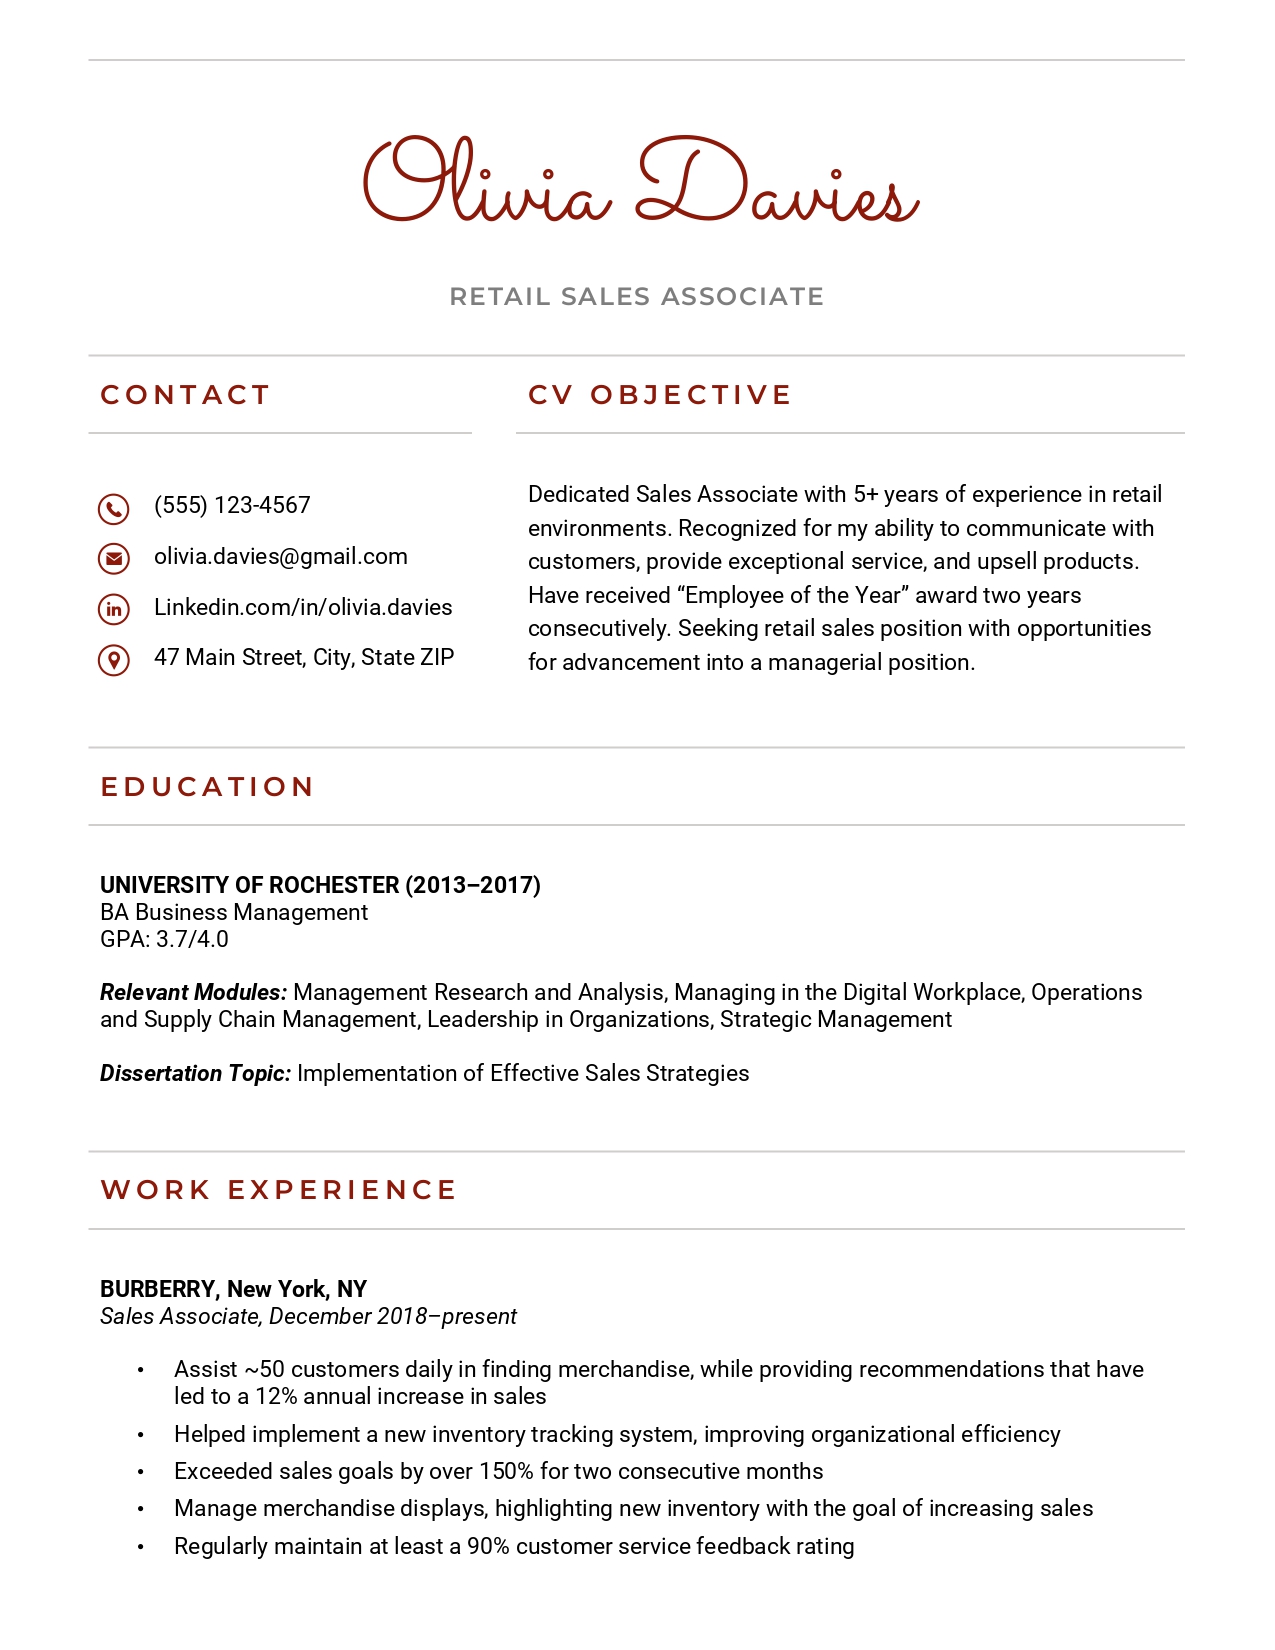 Olivia Davies
RETAIL SALES ASSOCIATE
CONTACT
(555) 123-4567
olivia.davies@gmail.com
Linkedin.com/in/olivia.davies
47 Main Street, City, State ZIP
CV OBJECTIVE
Dedicated Sales Associate with 5+ years of experience in retail
environments. Recognized for my ability to communicate with
customers, provide exceptional service, and upsell products.
Have received “Employee of the Year” award two years
consecutively. Seeking retail sales position with opportunities
for advancement into a managerial position.
EDUCATION
UNIVERSITY OF ROCHESTER (2013–2017)
BA Business Management
GPA: 3.7/4.0
Relevant Modules: Management Research and Analysis, Managing in the Digital Workplace, Operations
and Supply Chain Management, Leadership in Organizations, Strategic Management
Dissertation Topic: Implementation of Effective Sales Strategies
WORK EXPERIENCE
BURBERRY, New York, NY
Sales Associate, December 2018–present
• Assist ~50 customers daily in finding merchandise, while providing recommendations that have
led to a 12% annual increase in sales
• Helped implement a new inventory tracking system, improving organizational efficiency
• Exceeded sales goals by over 150% for two consecutive months
• Manage merchandise displays, highlighting new inventory with the goal of increasing sales
• Regularly maintain at least a 90% customer service feedback rating